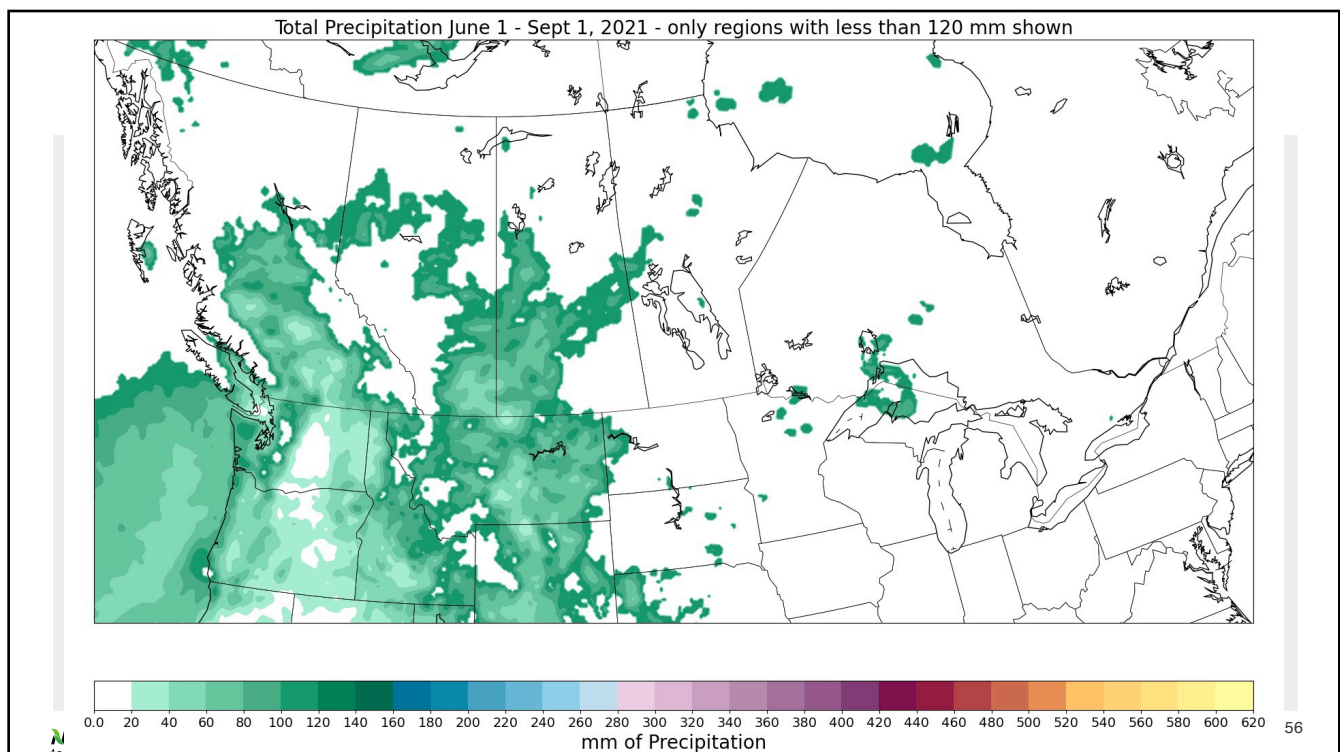 Total Precipitation June 1 - Sept 1, 2021 - only regions with less than 120 mm shown
0.0 20 40 60 80 100 120 140 160 180 200 220 240 260 280 300 320 340 360 380 400 420 440 460 480 500 520 540 560 580 600 620
mm of Precipitation
56